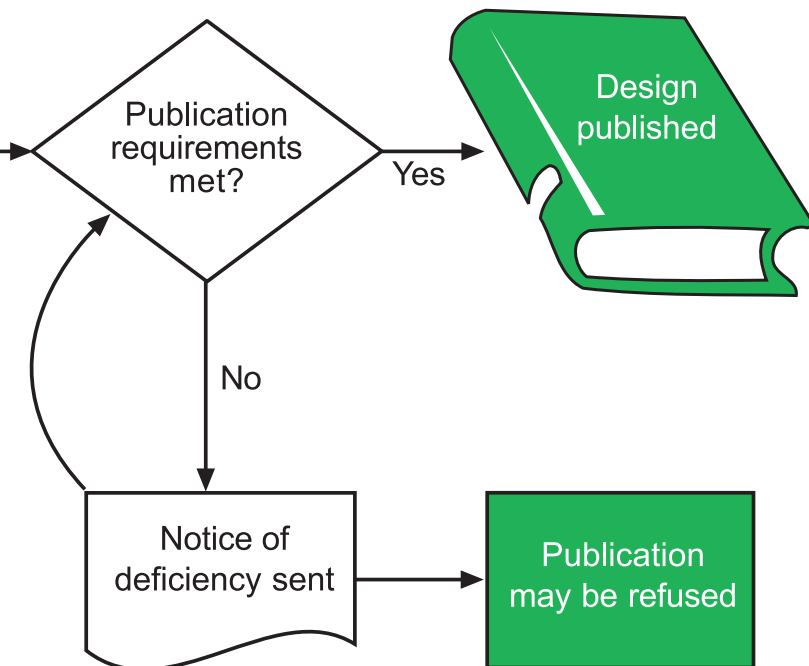 Publication
requirements
met?
Design
published
Yes
No
Notice of
deficiency sent
Publication
may be refused